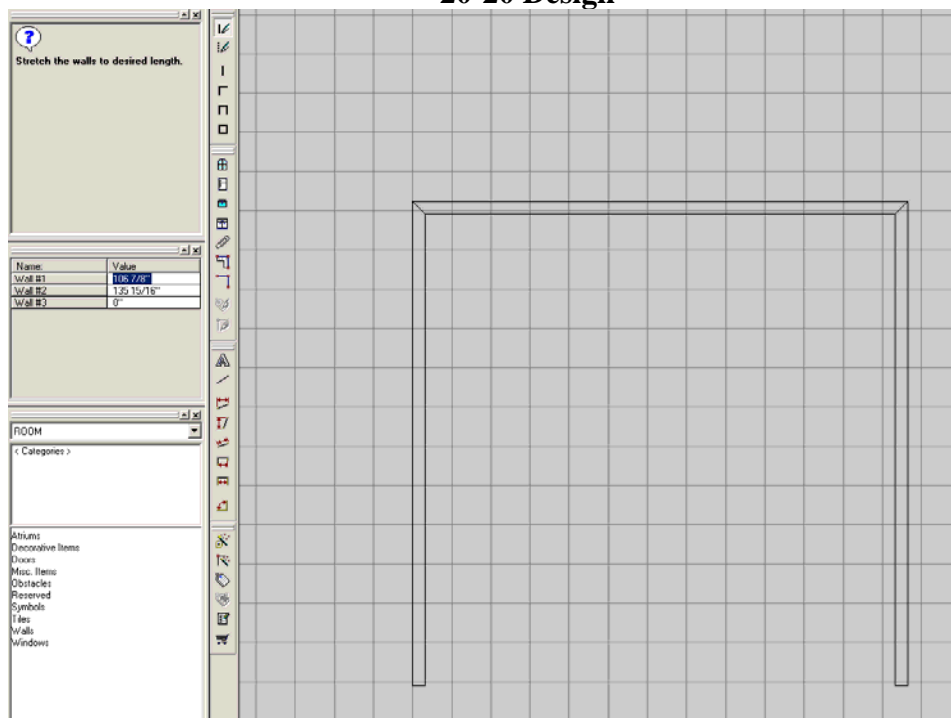 20-20 Design
Stretch the walls to desired length.
Name: Value
Wall #1 106 7/8"
Wall #2 135 15/16"
Wall #3 0"
ROOM
< Categories >
Atriums
Decorative Items
Doors
Misc. Items
Obstacles
Reserved
Symbols
Tiles
Walls
Windows